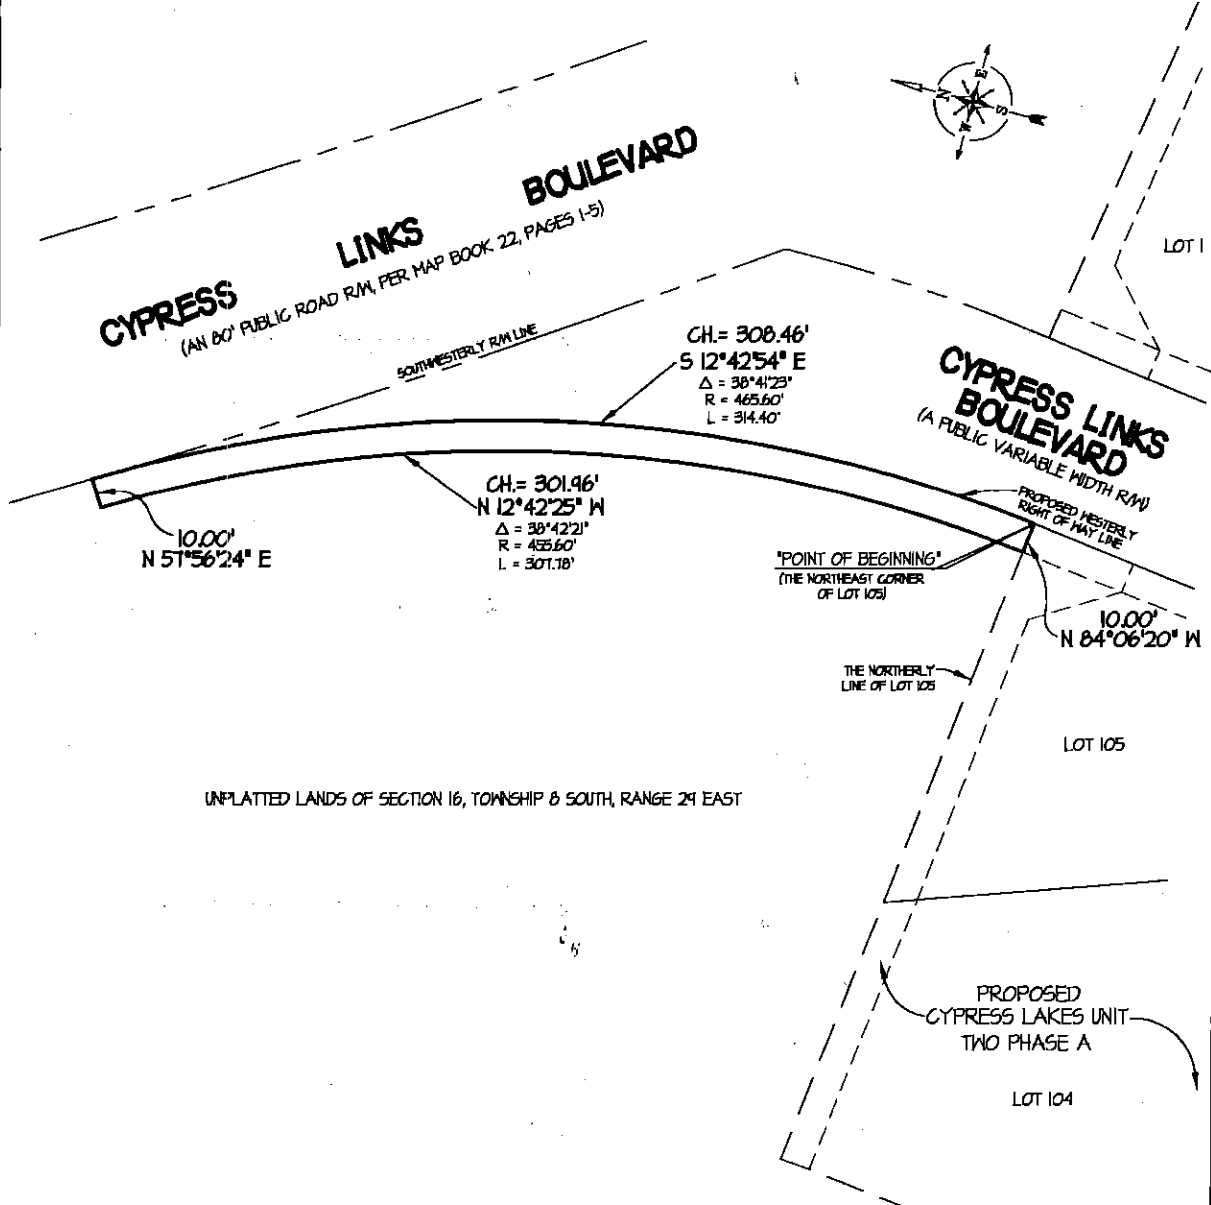 E
N
S
W
LOT 1
CYPRESS LINKS BOULEVARD
(AN 80' PUBLIC ROAD R/W, PER MAP BOOK 22, PAGES 1-5)
SOUTHWESTERLY R/W LINE
CH.= 308.46'
S 12°42'54" E
Δ = 38°41'23"
R = 465.60'
L = 314.40'
CYPRESS LINKS
BOULEVARD
(A PUBLIC VARIABLE WIDTH R/W)
PROPOSED WESTERLY
RIGHT OF WAY LINE
CH.= 301.96'
N 12°42'25" W
Δ = 38°42'21"
R = 455.60'
L = 307.78'
10.00'
N 57°56'24" E
"POINT OF BEGINNING"
(THE NORTHEAST CORNER
OF LOT 105)
10.00'
N 84°06'20" W
THE NORTHERLY
LINE OF LOT 105
LOT 105
UNPLATTED LANDS OF SECTION 16, TOWNSHIP 8 SOUTH, RANGE 29 EAST
PROPOSED
CYPRESS LAKES UNIT
TWO PHASE A
LOT 104